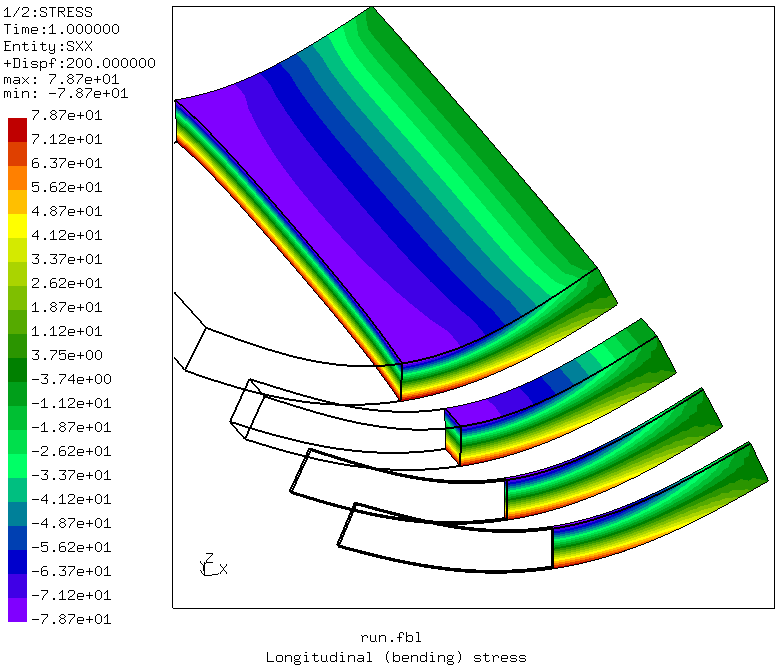 1/2:STRESS
Time:1.000000
Entity:SXX
+Dispf:200.000000
max: 7.87e+01
min: -7.87e+01
7.87e+01
7.12e+01
6.37e+01
5.62e+01
4.87e+01
4.12e+01
3.37e+01
2.62e+01
1.87e+01
1.12e+01
3.75e+00
-3.74e+00
-1.12e+01
-1.87e+01
-2.62e+01
-3.37e+01
-4.12e+01
-4.87e+01
-5.62e+01
-6.37e+01
-7.12e+01
-7.87e+01
Z
Y X
run.fbl
Longitudinal (bending) stress